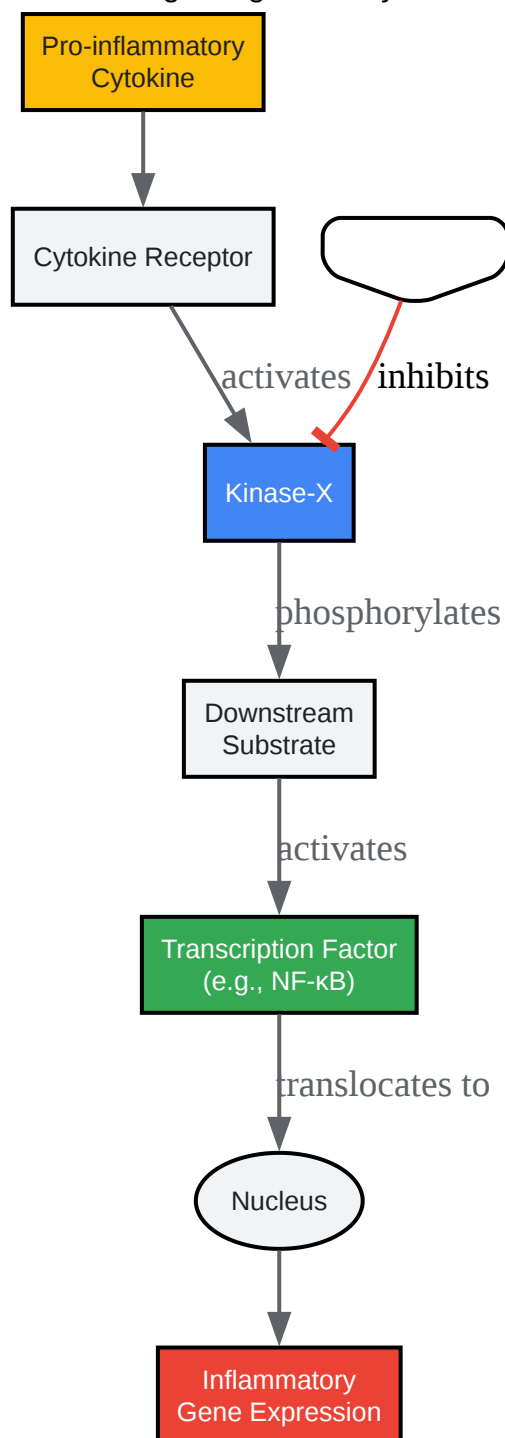 Pro-inflammatory
Cytokine
Cytokine Receptor
activates
inhibits
Kinase-X
phosphorylates
Downstream
Substrate
activates
Transcription Factor
(e.g., NF-κB)
translocates to
Nucleus
Inflammatory
Gene Expression